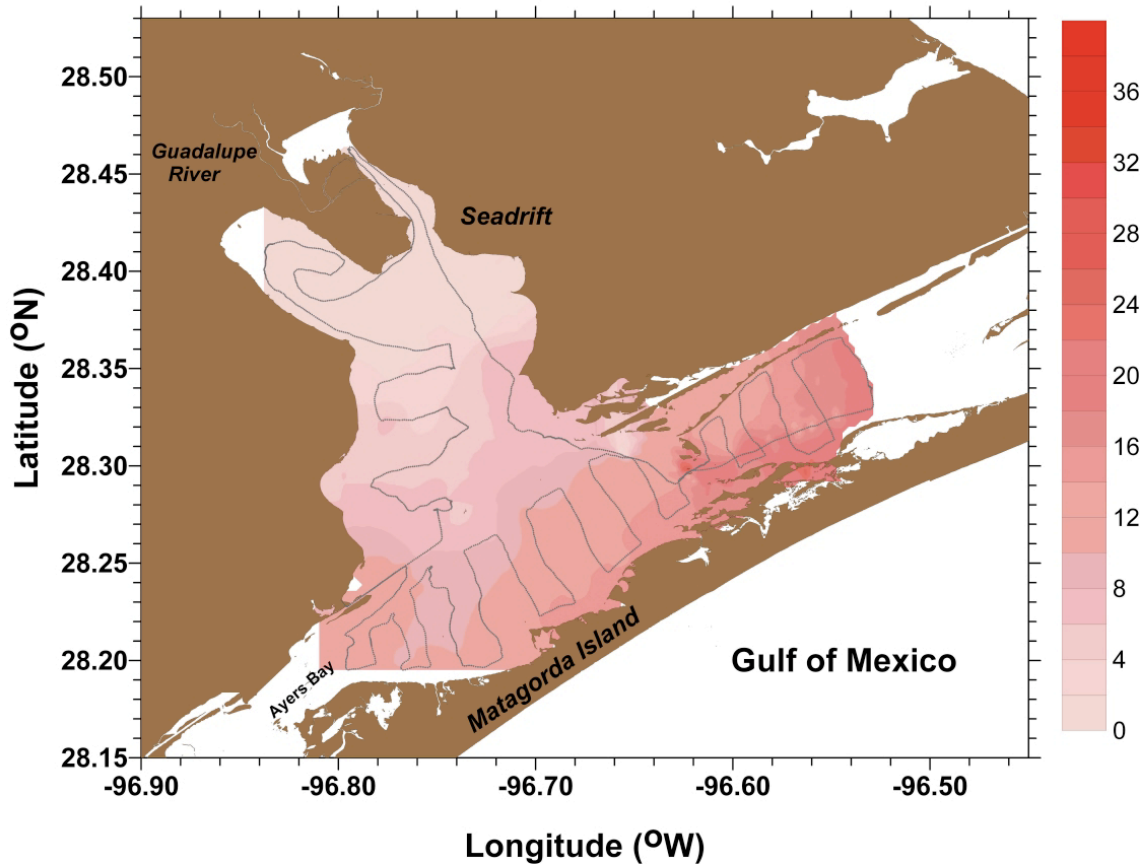 28.50
28.45
28.40
28.35
28.30
28.25
28.20
28.15
Latitude (ºN)
-96.90
-96.80
-96.70
-96.60
-96.50
Longitude (ºW)
Guadalupe
River
Seadrift
Ayers Bay
Matagorda Island
Gulf of Mexico
36
32
28
24
20
16
12
8
4
0